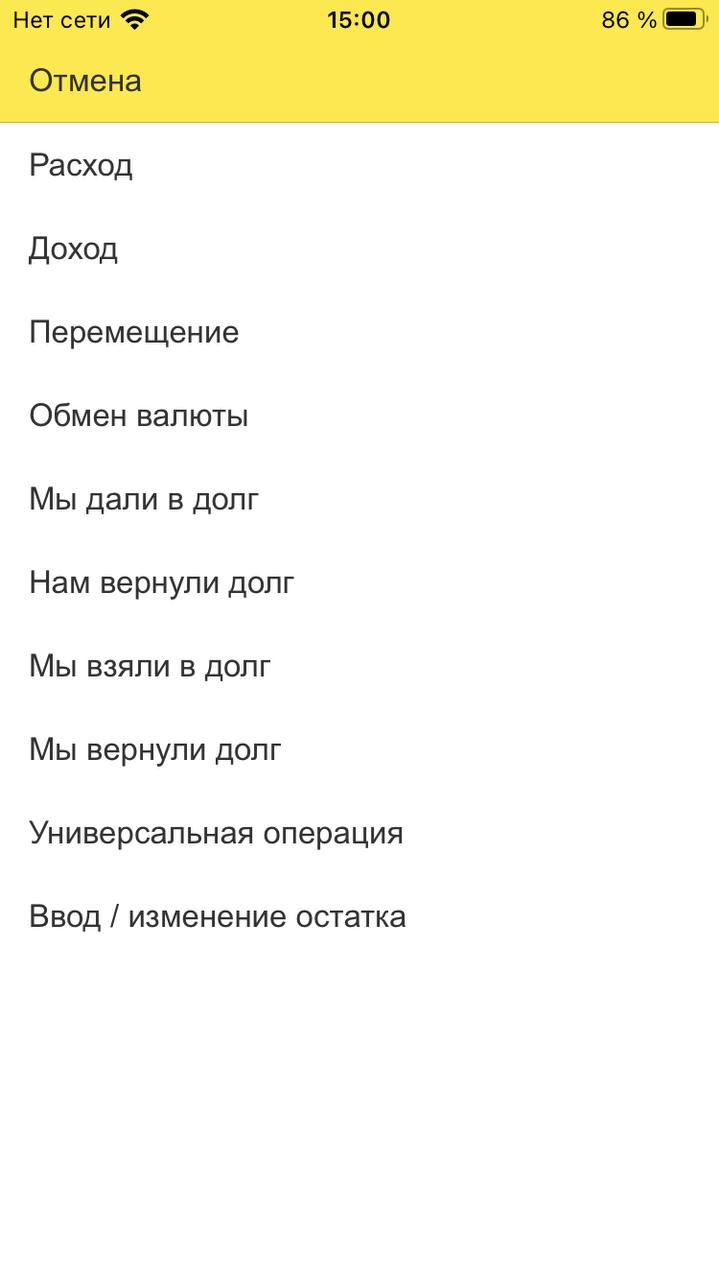 Нет сети 15:00 86 %
Отмена
Расход
Доход
Перемещение
Обмен валюты
Мы дали в долг
Нам вернули долг
Мы взяли в долг
Мы вернули долг
Универсальная операция
Ввод / изменение остатка